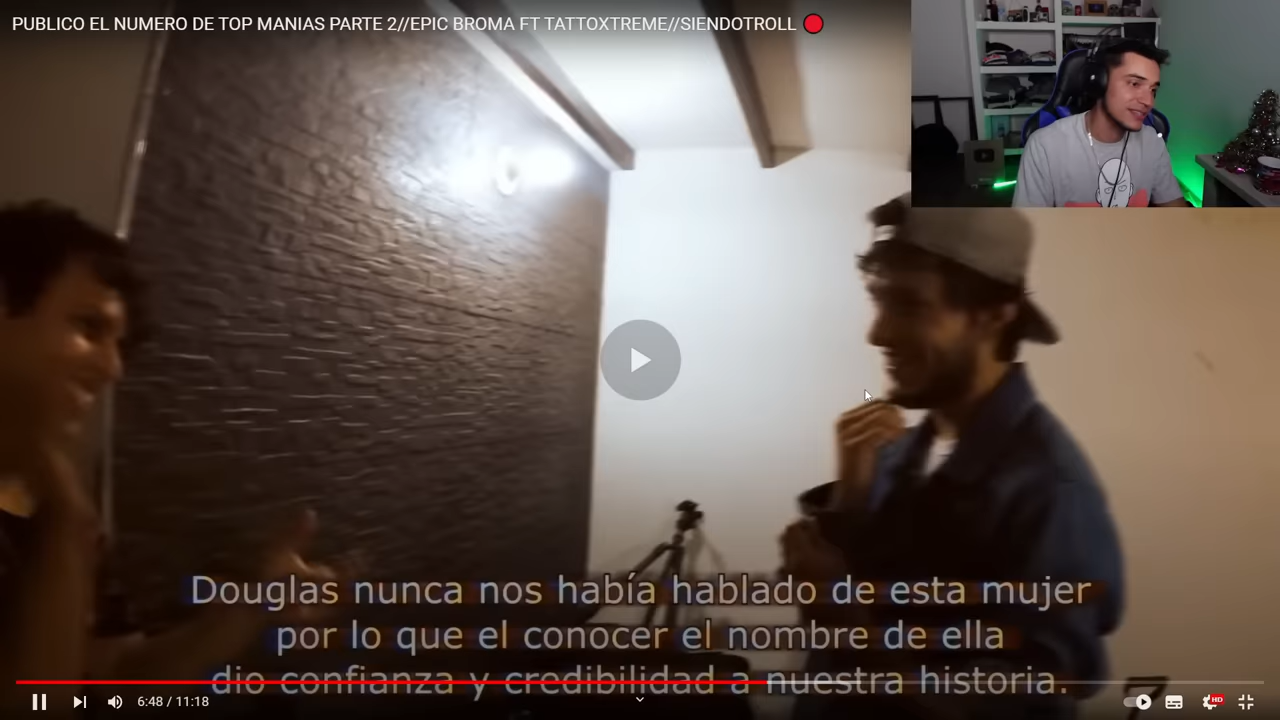 PUBLICO EL NUMERO DE TOP MANIAS PARTE 2//EPIC BROMA FT TATTOXTREME//SIENDOTROLL
Douglas nunca nos había hablado de esta mujer
por lo que el conocer el nombre de ella
dio confianza y credibilidad a nuestra historia.
6:48 / 11:18
HD